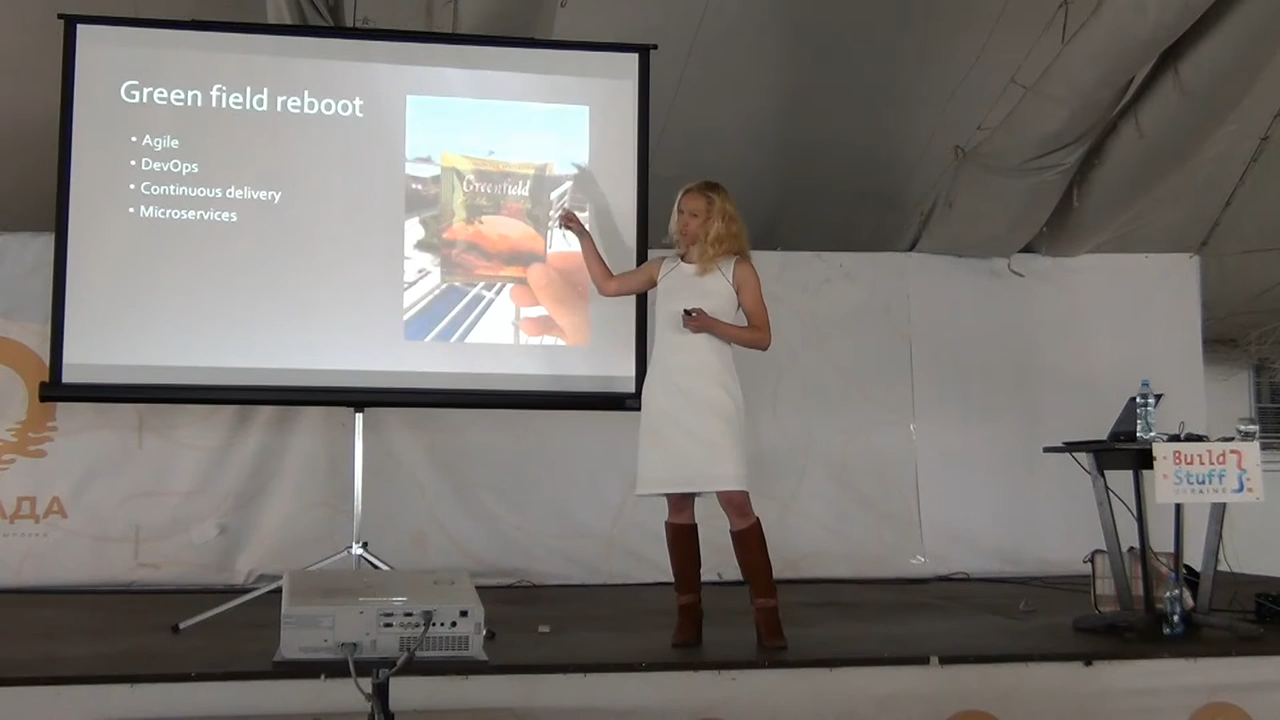 Green field reboot
• Agile
• DevOps
• Continuous delivery
• Microservices
Greenfield
АДА
Build
Stuff
UKRAINE